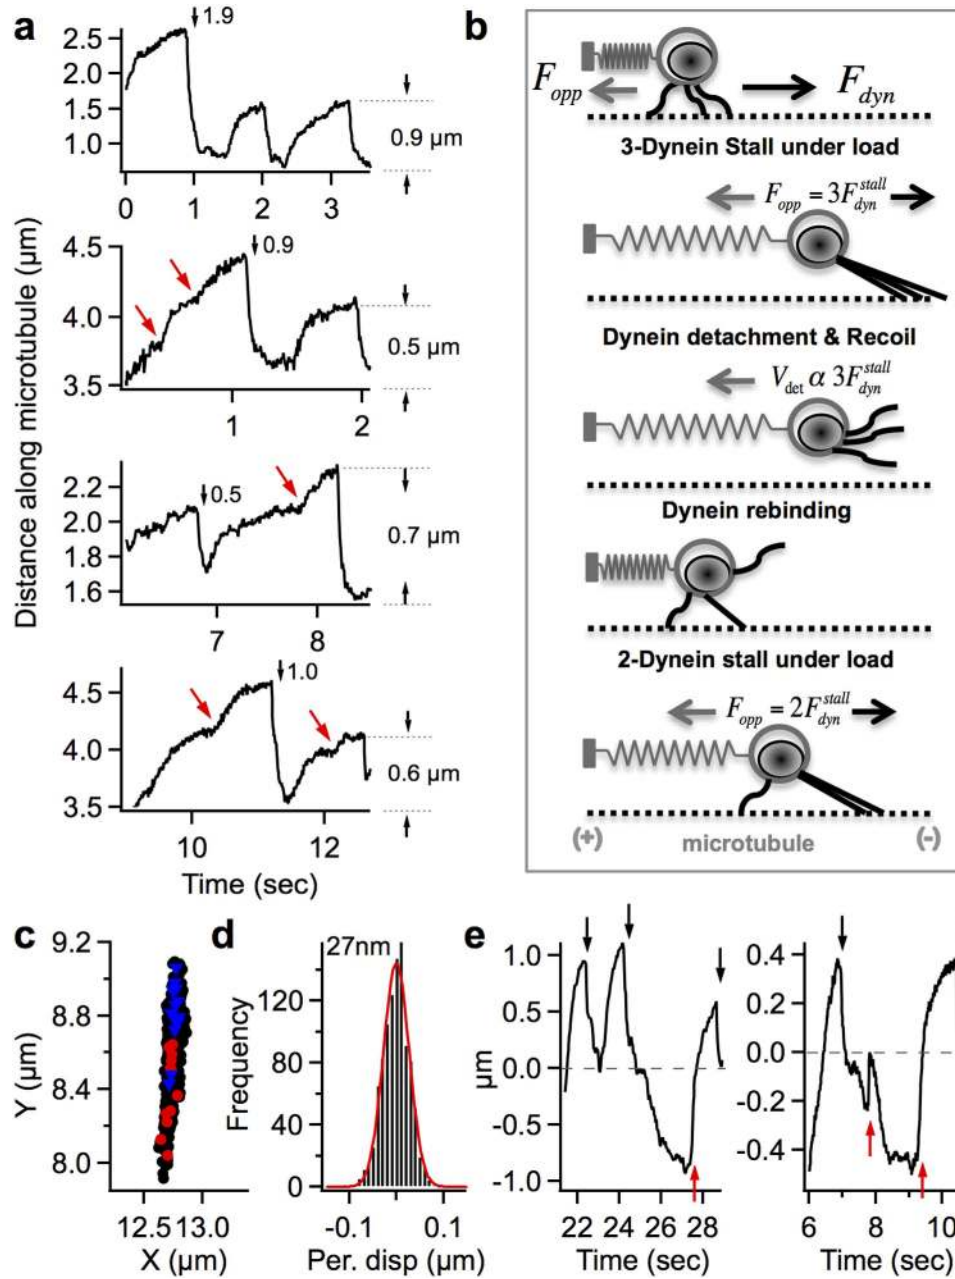 a
Distance along microtubule (µm)
2.5
2.0
1.5
1.0
1.9
0.9 µm
0
1
2
3
4.5
4.0
3.5
0.9
0.5 µm
1
2
2.2
2.0
1.8
1.6
0.5
0.7 µm
7
8
4.5
4.0
3.5
1.0
0.6 µm
10
12
Time (sec)
b
F_opp
F_dyn
3-Dynein Stall under load
F_opp = 3F_dyn^stall
Dynein detachment & Recoil
V_det α 3F_dyn^stall
Dynein rebinding
2-Dynein stall under load
F_opp = 2F_dyn^stall
(+)
microtubule
(-)
c
Y (µm)
9.2
8.8
8.4
8.0
12.5
13.0
X (µm)
d
27nm
Frequency
120
80
40
0
-0.1
0.1
Per. disp (µm)
e
µm
1.0
0.5
0.0
-0.5
-1.0
22 24 26 28
Time (sec)
0.4
0.2
0.0
-0.2
-0.4
6
8
10
Time (sec)